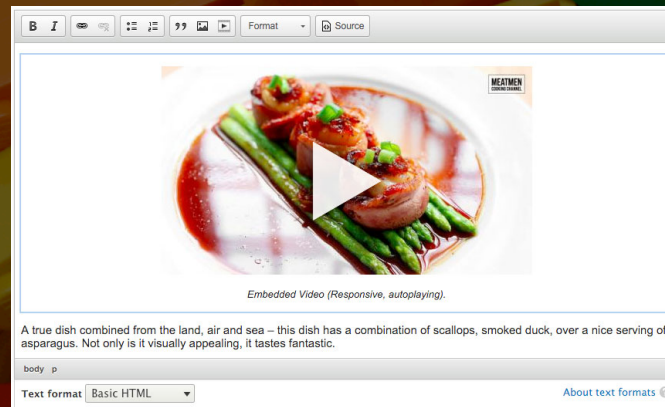 B I Format Source
MEATMEN
COOKING CHANNEL
Embedded Video (Responsive, autoplaying).
A true dish combined from the land, air and sea – this dish has a combination of scallops, smoked duck, over a nice serving of
asparagus. Not only is it visually appealing, it tastes fantastic.
body p
Text format Basic HTML About text formats ?